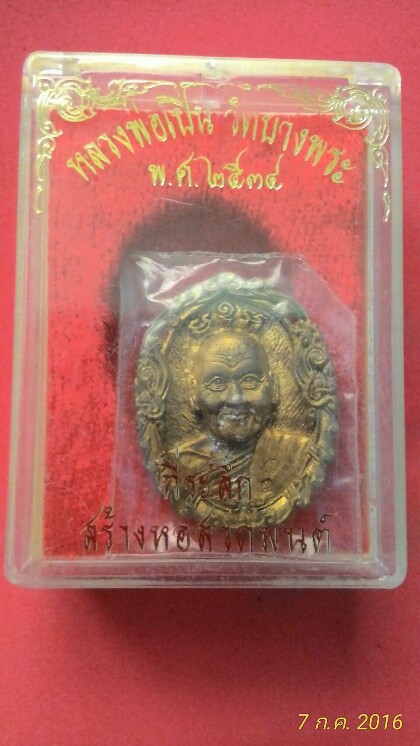 หลวงพ่อเปิ่น วัดบางพระ
พ.ศ.๒๕๓๔
ที่ระลึก
สร้างหอสวดมนต์
7 ก.ค. 2016